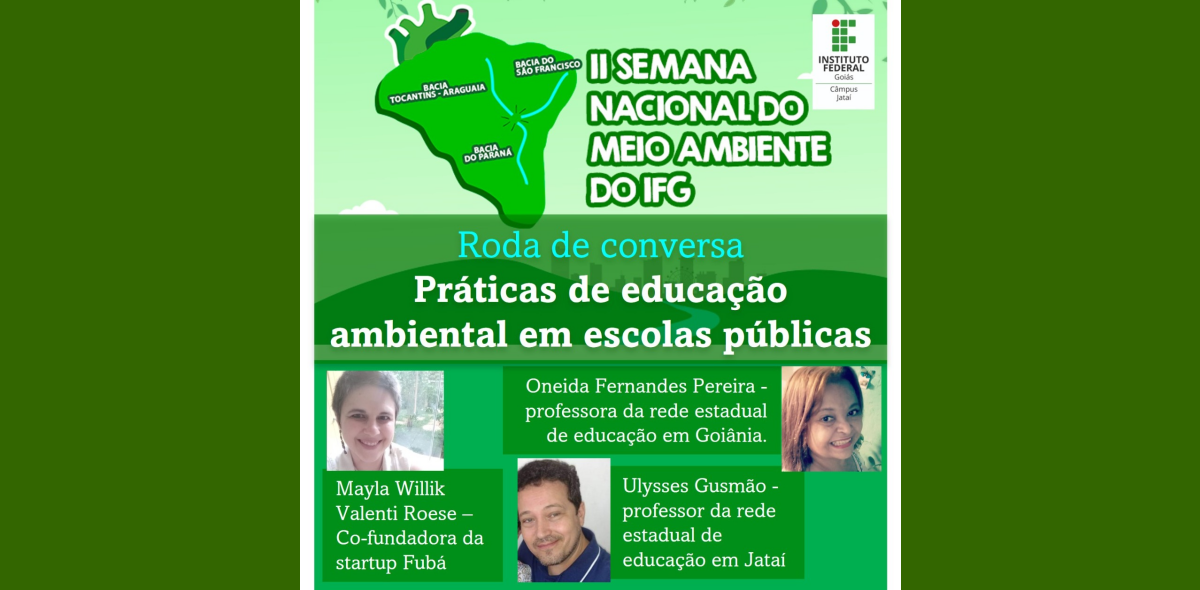 BACIA DO
SÃO FRANCISCO
BACIA
TOCANTINS - ARAGUAIA
BACIA
DO PARANÁ
II SEMANA
NACIONAL DO
MEIO AMBIENTE
DO IFG
INSTITUTO
FEDERAL
Goiás
Câmpus
Jataí
Roda de conversa
Práticas de educação
ambiental em escolas públicas
Oneida Fernandes Pereira -
professora da rede estadual
de educação em Goiânia.
Mayla Willik
Valenti Roese –
Co-fundadora da
startup Fubá
Ulysses Gusmão -
professor da rede
estadual de
educação em Jataí